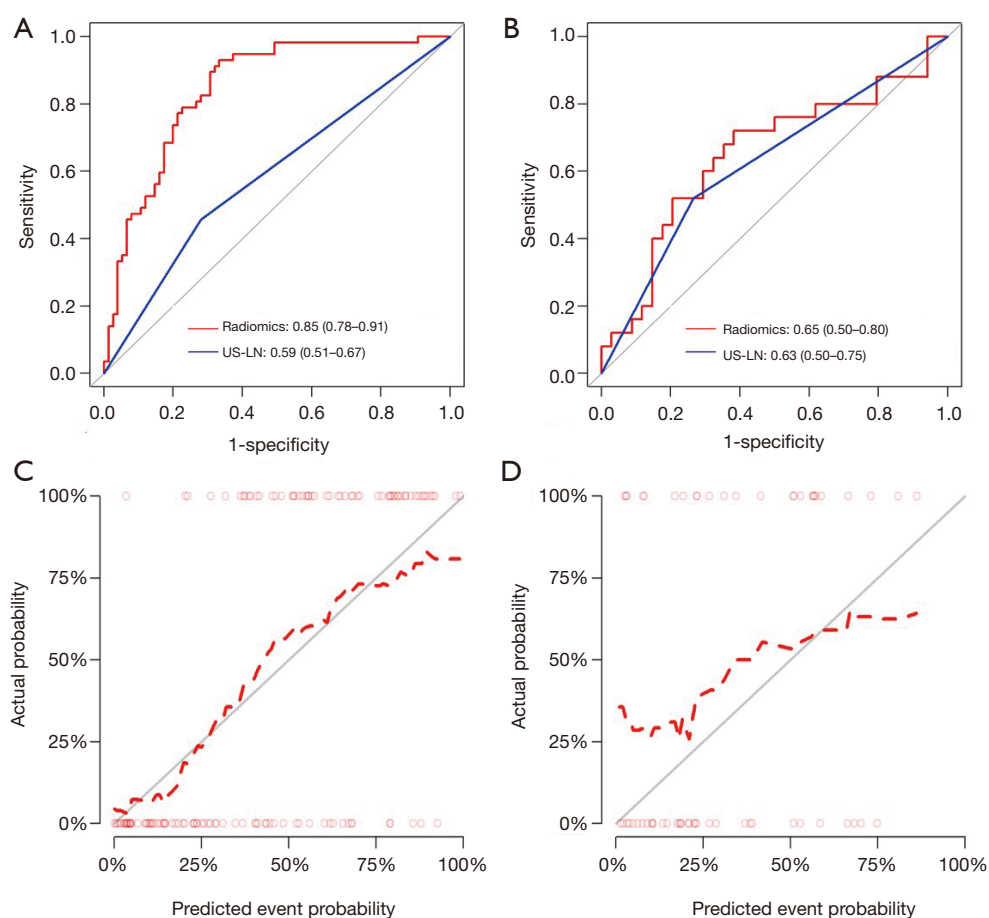 A
1.0
0.8
0.6
0.4
0.2
0.0
Sensitivity
Radiomics: 0.85 (0.78–0.91)
US-LN: 0.59 (0.51–0.67)
0.0 0.2 0.4 0.6 0.8 1.0
1-specificity
B
1.0
0.8
0.6
0.4
0.2
0.0
Sensitivity
Radiomics: 0.65 (0.50–0.80)
US-LN: 0.63 (0.50–0.75)
0.0 0.2 0.4 0.6 0.8 1.0
1-specificity
C
100%
75%
50%
25%
0%
Actual probability
0% 25% 50% 75% 100%
Predicted event probability
D
100%
75%
50%
25%
0%
Actual probability
0% 25% 50% 75% 100%
Predicted event probability